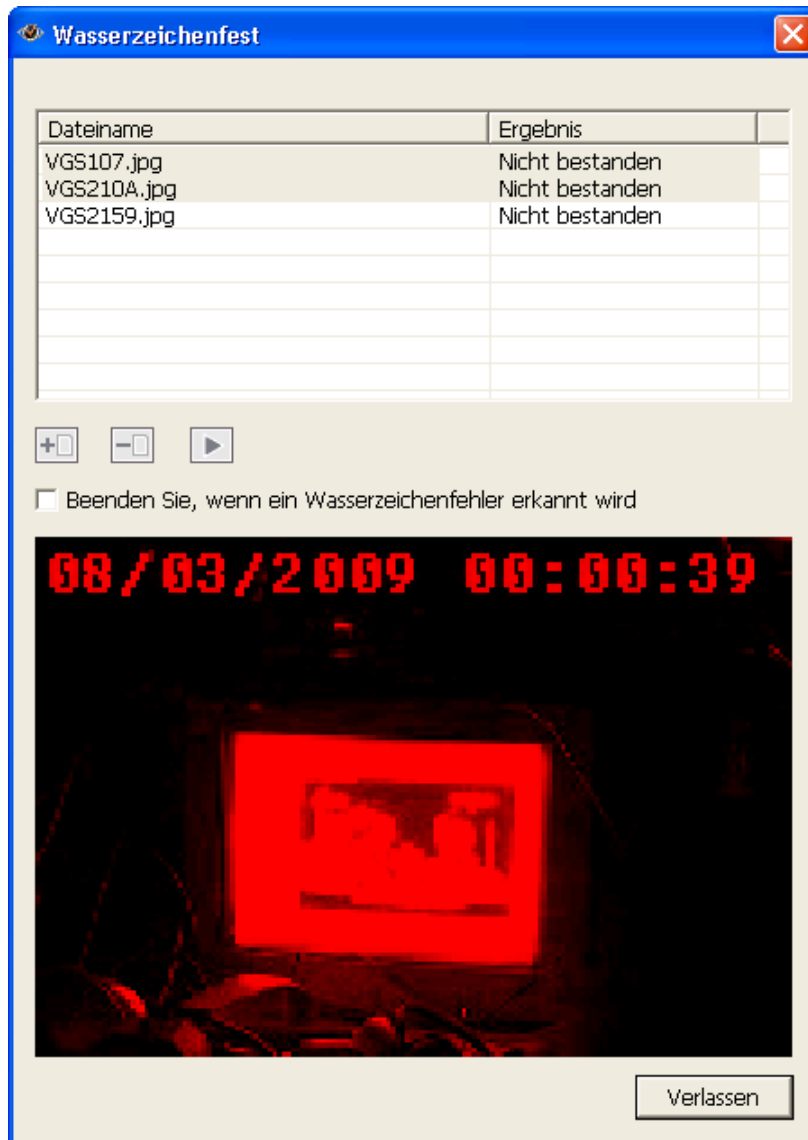 Wasserzeichenfest
Dateiname Ergebnis
VGS107.jpg Nicht bestanden
VGS210A.jpg Nicht bestanden
VGS2159.jpg Nicht bestanden
Beenden Sie, wenn ein Wasserzeichenfehler erkannt wird
08/03/2009 00:00:39
Verlassen